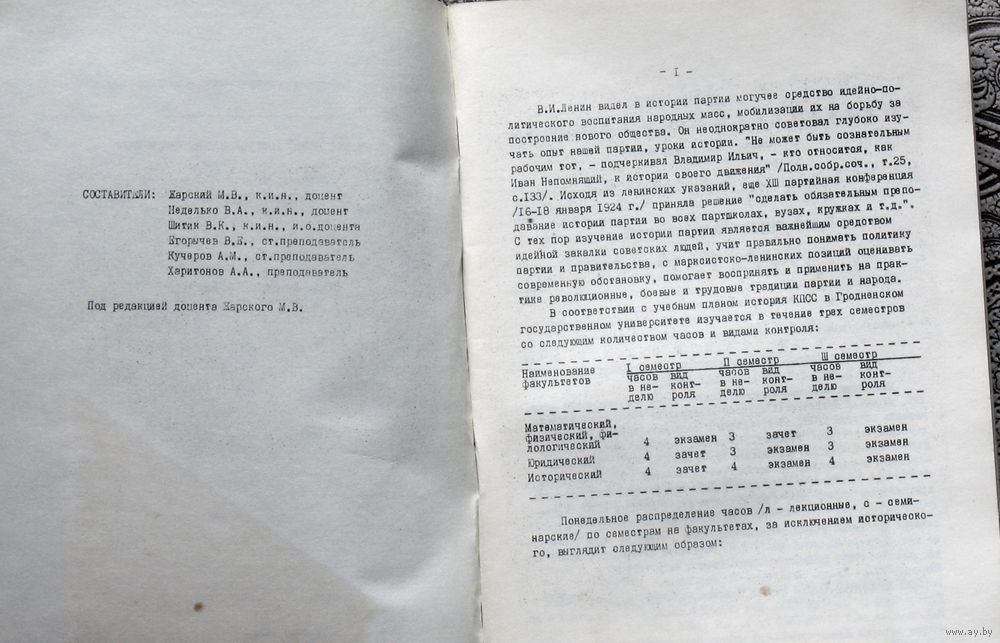 СОСТАВИТЕЛИ: Жарский М.В., к.и.н, доцент
Неделько В.А., к.и.н., доцент
Шитик В.К., к.и.н., и.о.доцента
Егорычев В.Е., ст.преподаватель
Кучеров А.М., ст.преподаватель
Харитонов А.А., преподаватель
Под редакцией доцента Жарского М.В.
- I -
В.И.Ленин видел в истории партии могучее средство идейно-по-
литического воспитания народных масс, мобилизации их на борьбу за
построение нового общества. Он неоднократно советовал глубоко изу-
чать опыт нашей партии, уроки истории. "Не может быть сознательным
рабочим тот, - подчеркивал Владимир Ильич, - кто относится, как
Иван Непомнящий, к истории своего движения" /Полн.собр.соч., т.25,
с.133/. Исходя из ленинских указаний, еще ХШ партийная конференция
/16-18 января 1924 г./ приняла решение "сделать обязательным препо-
давание истории партии во всех партшколах, вузах, кружках и т.д.".
С тех пор изучение истории партии является важнейшим средством
идейной закалки советских людей, учит правильно понимать политику
партии и правительства, с марксистско-ленинских позиций оценивать
современную обстановку, помогает воспринять и применить на прак-
тике революционные, боевые и трудовые традиции партии и народа.
В соответствии с учебным планом история КПСС в Гродненском
государственном университете изучается в течение трех семестров
со следующим количеством часов и видами контроля:
Наименование I семестр П семестр Ш семестр
факультетов часов вид часов вид часов вид
в не- конт- в не- конт- в не- конт-
делю роля делю роля делю роля
Математический,
физический, фи-
лологический 4 экзамен 3 зачет 3 экзамен
Юридический 4 зачет 3 экзамен 3 экзамен
Исторический 4 зачет 4 экзамен 4 экзамен
Понедельное распределение часов /л - лекционные, с - семи-
нарские/ по семестрам на факультетах, за исключением историческо-
го, выглядит следующим образом:
www.ay.by